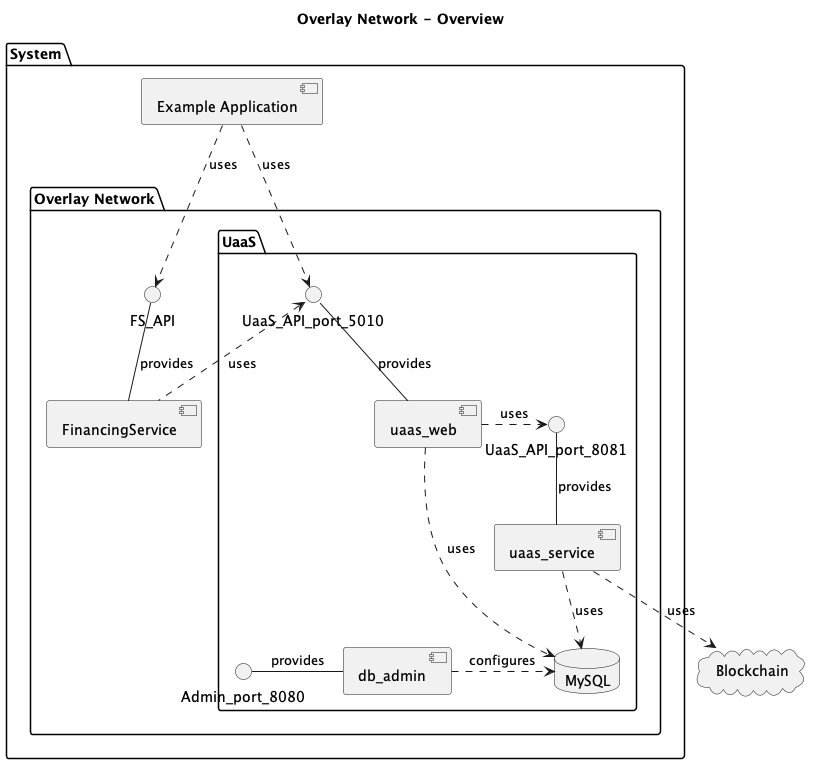 Overlay Network - Overview
System
Example Application
uses
uses
Overlay Network
UaaS
FS_API
UaaS_API_port_5010
provides
uses
provides
FinancingService
uaas_web
uses
UaaS_API_port_8081
provides
uaas_service
uses
uses
uses
Blockchain
Admin_port_8080
provides
db_admin
configures
MySQL